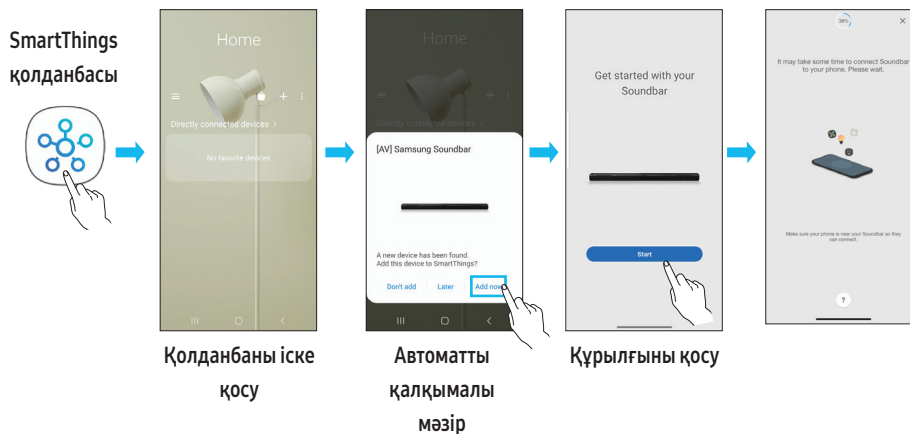 SmartThings
қолданбасы
Home
Directly connected devices >
No favorite devices
Қолданбаны іске
қосу
Home
Directly connected devices >
[AV] Samsung Soundbar
A new device has been found.
Add this device to SmartThings?
Don't add
Later
Add now
Автоматты
қалқымалы
мәзір
Get started with your
Soundbar
Start
Құрылғыны қосу
38%
It may take some time to connect Soundbar
to your phone. Please wait.
Make sure your phone is near your Soundbar so they
can connect.
?